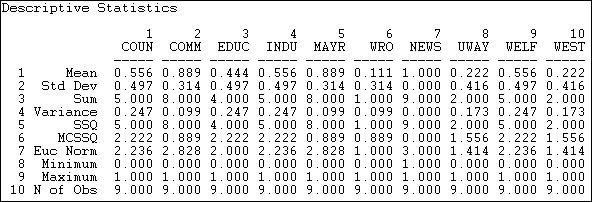 Descriptive Statistics
1 2 3 4 5 6 7 8 9 10
COUN COMM EDUC INDU MAYR WRO NEWS UWAY WELF WEST
----- ----- ----- ----- ----- ----- ----- ----- ----- -----
1 Mean 0.556 0.889 0.444 0.556 0.889 0.111 1.000 0.222 0.556 0.222
2 Std Dev 0.497 0.314 0.497 0.497 0.314 0.314 0.000 0.416 0.497 0.416
3 Sum 5.000 8.000 4.000 5.000 8.000 1.000 9.000 2.000 5.000 2.000
4 Variance 0.247 0.099 0.247 0.247 0.099 0.099 0.000 0.173 0.247 0.173
5 SSQ 5.000 8.000 4.000 5.000 8.000 1.000 9.000 2.000 5.000 2.000
6 MCSSQ 2.222 0.889 2.222 2.222 0.889 0.889 0.000 1.556 2.222 1.556
7 Euc Norm 2.236 2.828 2.000 2.236 2.828 1.000 3.000 1.414 2.236 1.414
8 Minimum 0.000 0.000 0.000 0.000 0.000 0.000 1.000 0.000 0.000 0.000
9 Maximum 1.000 1.000 1.000 1.000 1.000 1.000 1.000 1.000 1.000 1.000
10 N of Obs 9.000 9.000 9.000 9.000 9.000 9.000 9.000 9.000 9.000 9.000